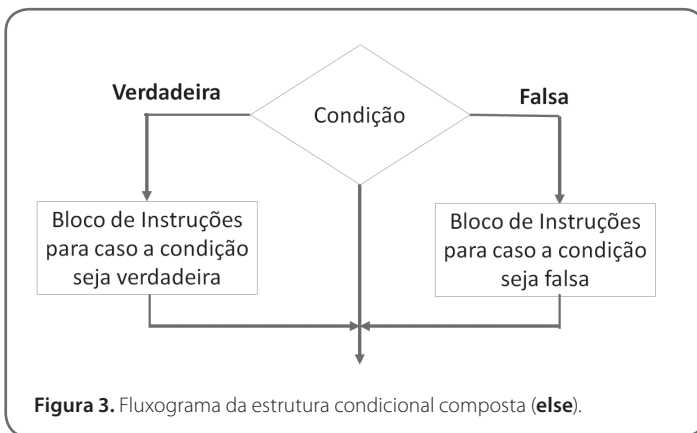 Condição
Verdadeira
Falsa
Bloco de Instruções
para caso a condição
seja verdadeira
Bloco de Instruções
para caso a condição
seja falsa
Figura 3. Fluxograma da estrutura condicional composta (else).